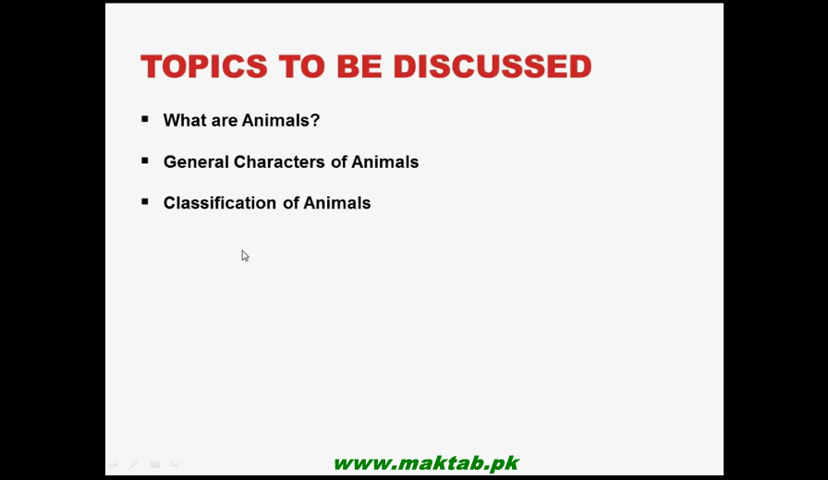 TOPICS TO BE DISCUSSED
What are Animals?
General Characters of Animals
Classification of Animals
www.maktab.pk